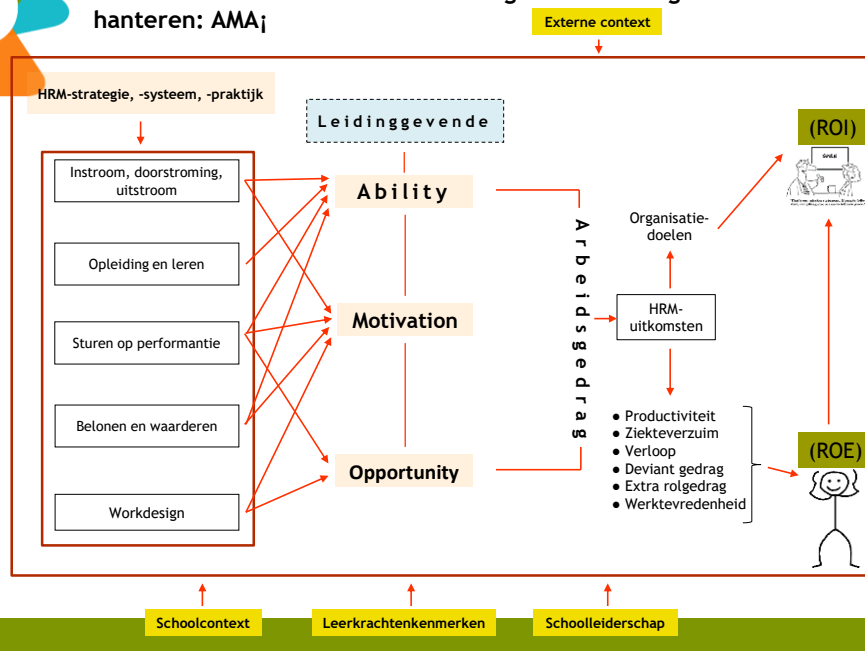 hanteren: AMA¡
Externe context
HRM-strategie, -systeem, -praktijk
Leidinggevende
Instroom, doorstroming,
uitstroom
Opleiding en leren
Sturen op performantie
Belonen en waarderen
Workdesign
Ability
Motivation
Opportunity
Arbeidsgedrag
Organisatie-
doelen
HRM-
uitkomsten
● Productiviteit
● Ziekteverzuim
● Verloop
● Deviant gedrag
● Extra rolgedrag
● Werktevredenheid
(ROI)
SMILE
(ROE)
Schoolcontext
Leerkrachtenkenmerken
Schoolleiderschap